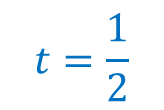 t = 1/2